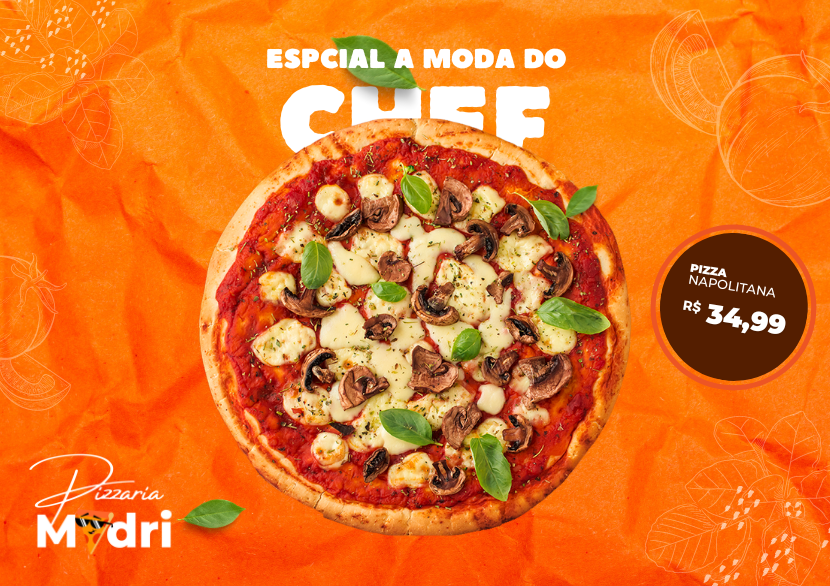 ESPCIAL A MODA DO
CHEF
PIZZA
NAPOLITANA
R$ 34,99
Pizzaria
Madri